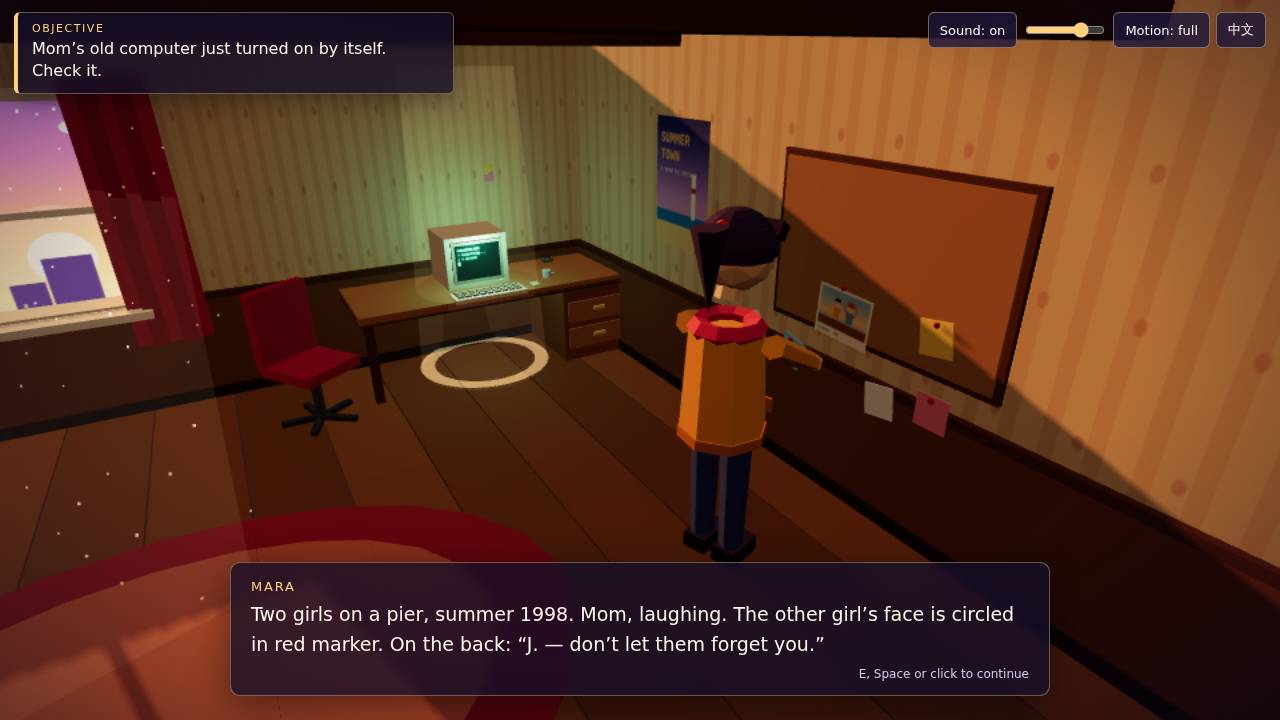 OBJECTIVE
Mom’s old computer just turned on by itself.
Check it.
Sound: on
Motion: full
中文
SUMMER
TOWN
MARA
Two girls on a pier, summer 1998. Mom, laughing. The other girl’s face is circled
in red marker. On the back: “J. — don’t let them forget you.”
E, Space or click to continue